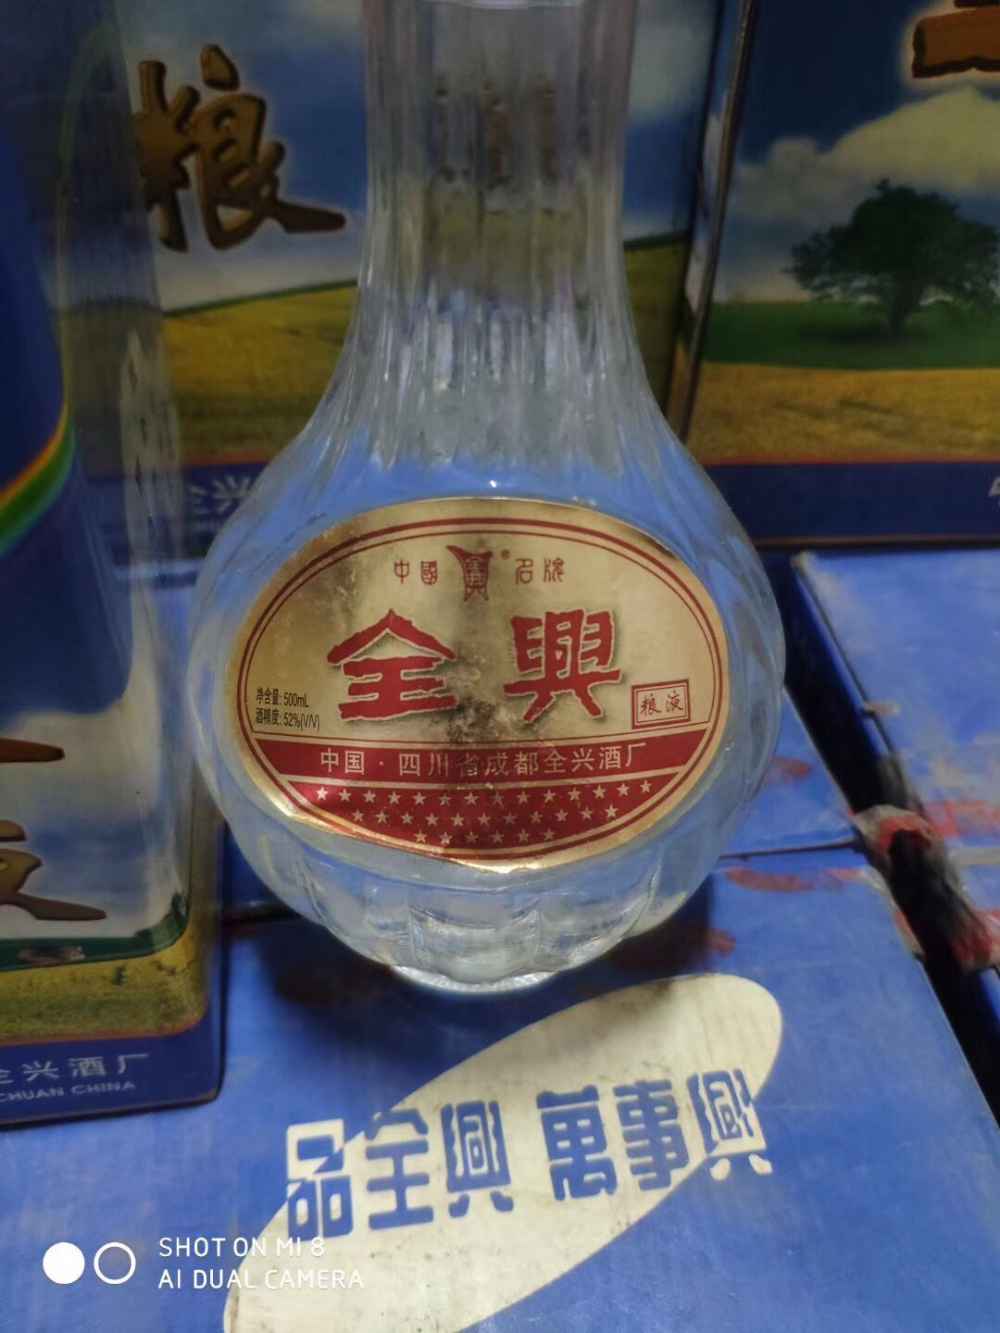 粮
中國 名牌
全興
净含量: 500mL
酒精度: 52%(V/V)
粮液
中国·四川省成都全兴酒厂
全兴酒厂
CHUAN CHINA
品全興 萬事興
SHOT ON MI 8
AI DUAL CAMERA